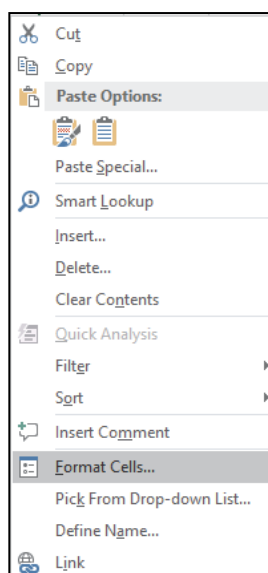 Cut
Copy
Paste Options:
Paste Special...
Smart Lookup
Insert...
Delete...
Clear Contents
Quick Analysis
Filter
Sort
Insert Comment
Format Cells...
Pick From Drop-down List...
Define Name...
Link